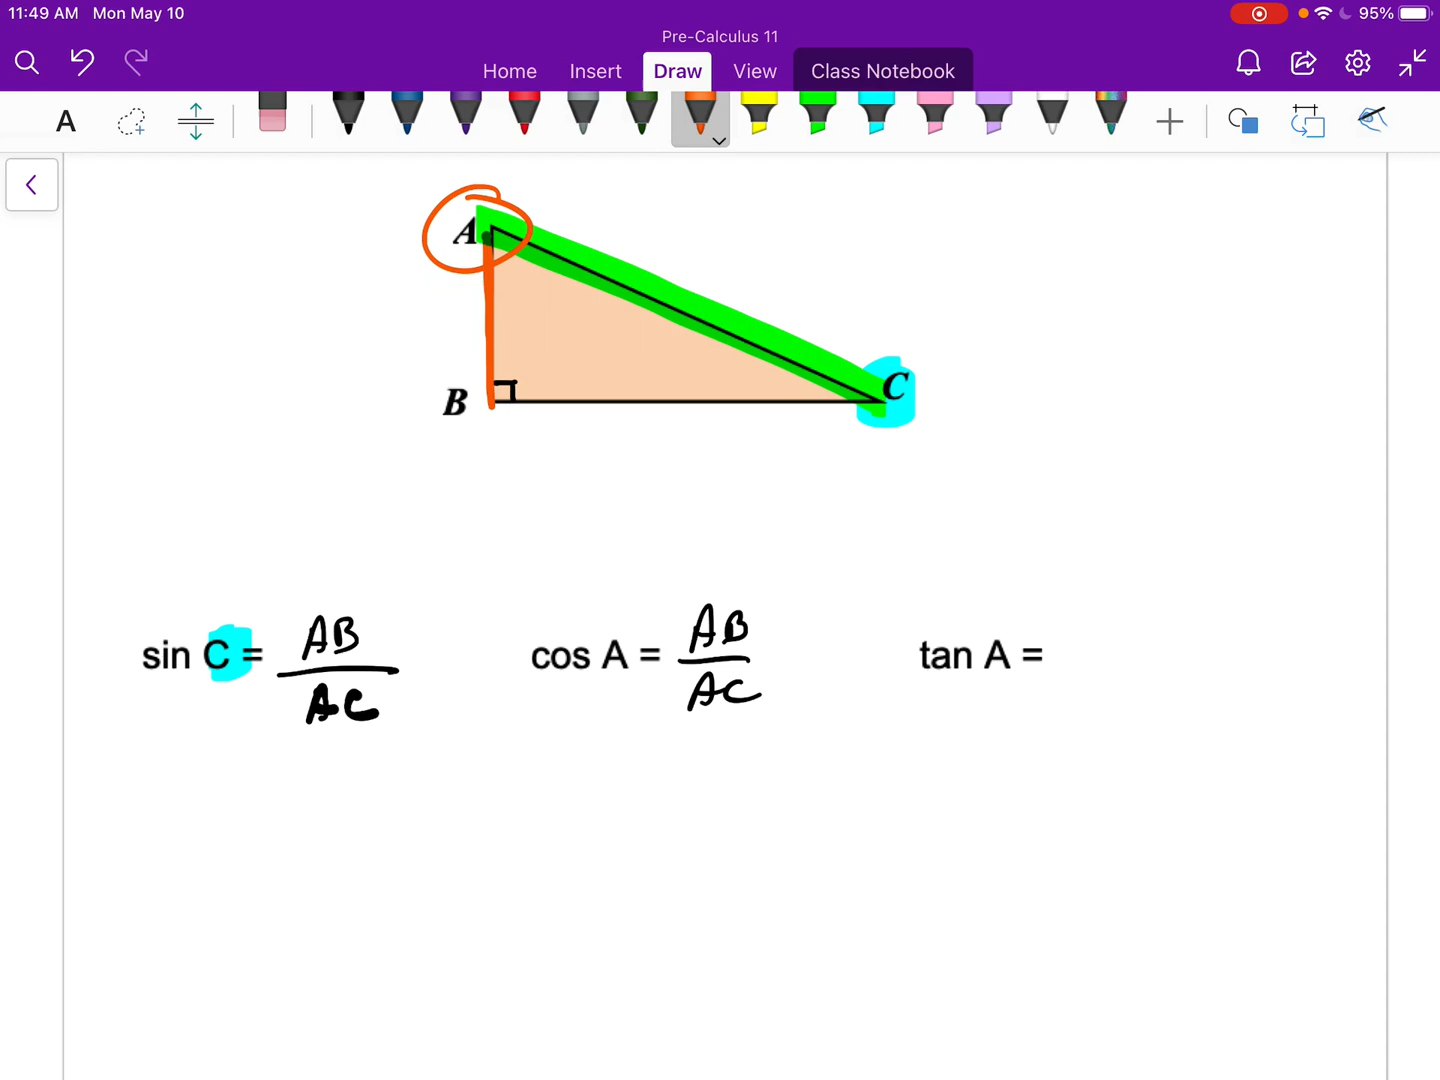 11:49 AM Mon May 10
95%
Pre-Calculus 11
Home Insert Draw View Class Notebook
A
A
B
C
sin C = AB / AC
cos A = AB / AC
tan A =